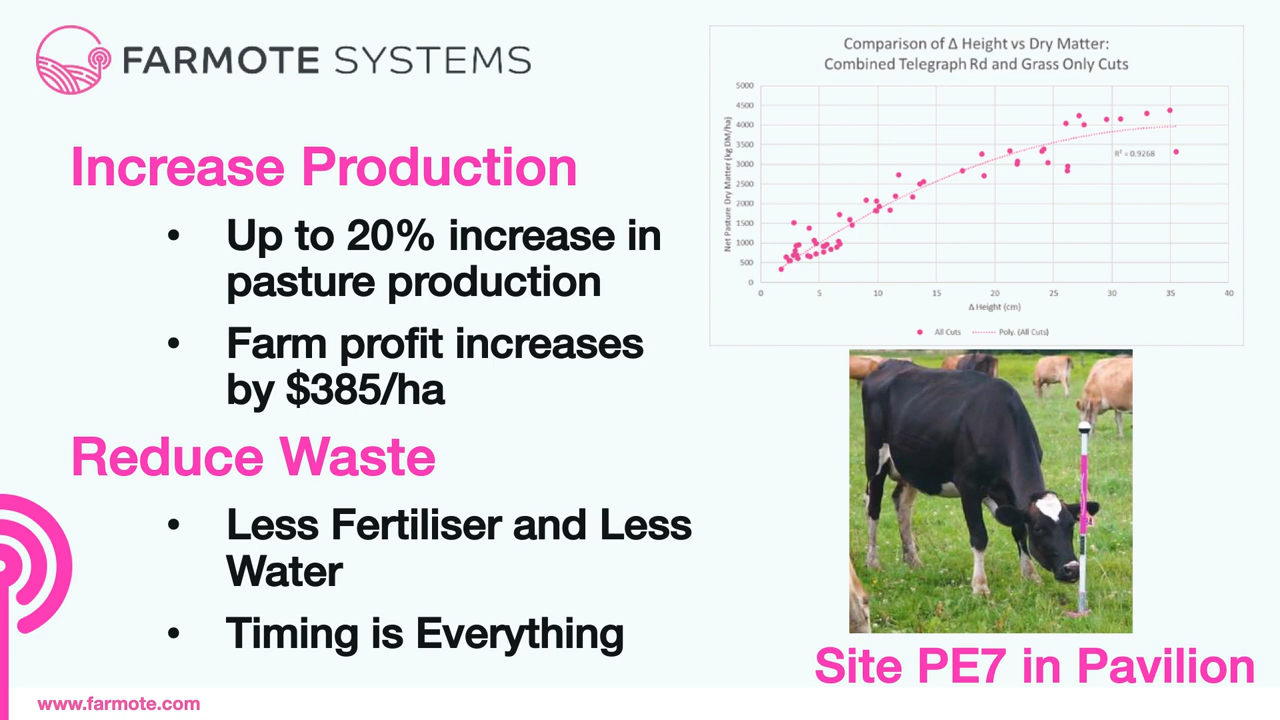 FARMOTE SYSTEMS
Increase Production
• Up to 20% increase in
pasture production
• Farm profit increases
by $385/ha
Reduce Waste
• Less Fertiliser and Less
Water
• Timing is Everything
www.farmote.com
Comparison of Δ Height vs Dry Matter:
Combined Telegraph Rd and Grass Only Cuts
Net Pasture Dry Matter (kg DM/ha)
5000
4500
4000
3500
3000
2500
2000
1500
1000
500
0
R² = 0.9268
0 5 10 15 20 25 30 35 40
Δ Height (cm)
All Cuts Poly. (All Cuts)
Site PE7 in Pavilion